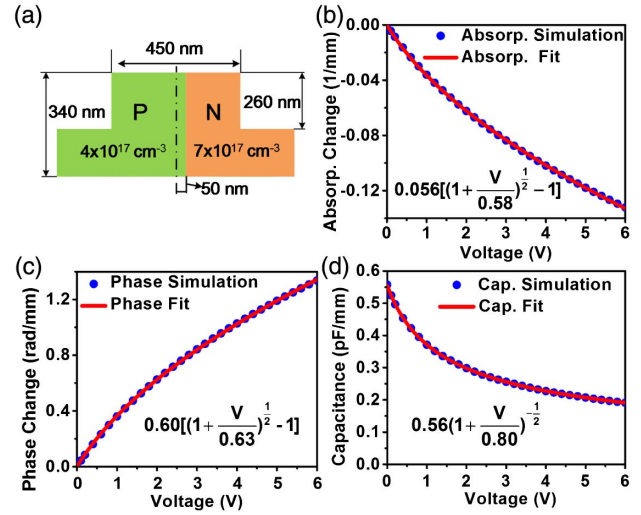 (a)
450 nm
340 nm
P
N
260 nm
4x10¹⁷ cm⁻³
7x10¹⁷ cm⁻³
50 nm
(b)
Absorp. Change (1/mm)
0.00
-0.04
-0.08
-0.12
Absorp. Simulation
Absorp. Fit
0.056[(1+V/0.58)^1/2 - 1]
0 1 2 3 4 5 6
Voltage (V)
(c)
Phase Change (rad/mm)
1.2
0.8
0.4
0.0
Phase Simulation
Phase Fit
0.60[(1+V/0.63)^1/2 - 1]
0 1 2 3 4 5 6
Voltage (V)
(d)
Capacitance (pF/mm)
0.6
0.5
0.4
0.3
0.2
0.1
0.0
Cap. Simulation
Cap. Fit
0.56(1+V/0.80)^-1/2
0 1 2 3 4 5 6
Voltage (V)